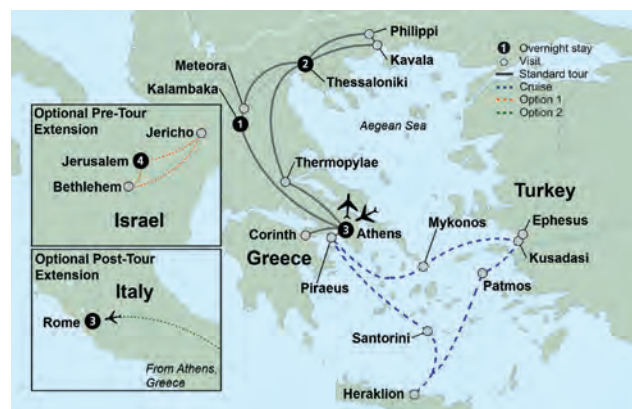 Philippi
Kavala
Meteora
Kalambaka
2
Thessaloniki
1
1 Overnight stay
Visit
Standard tour
Cruise
Option 1
Option 2
Aegean Sea
Optional Pre-Tour
Extension
Jericho
Jerusalem 4
Bethlehem
Israel
Thermopylae
Turkey
Corinth
3 Athens
Greece
Piraeus
Mykonos
Ephesus
Kusadasi
Patmos
Santorini
Heraklion
Optional Post-Tour
Extension
Italy
Rome 3
From Athens,
Greece